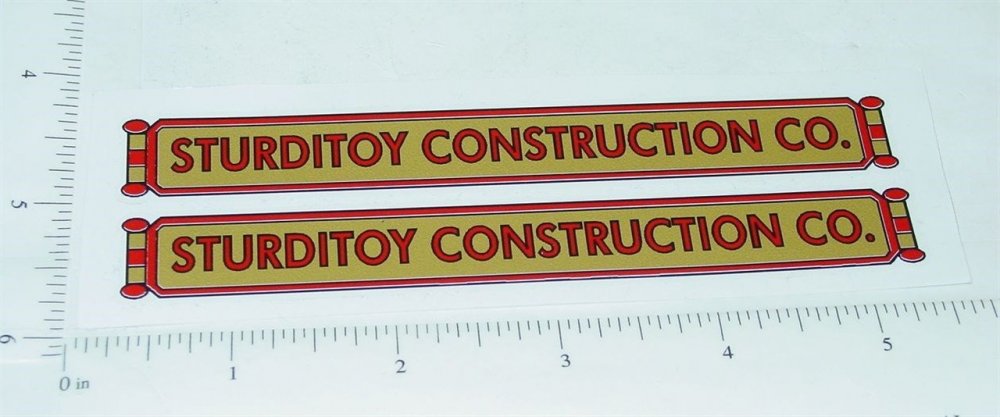 4
STURDITOY CONSTRUCTION CO.
5
STURDITOY CONSTRUCTION CO.
6
0 in 1 2 3 4 5